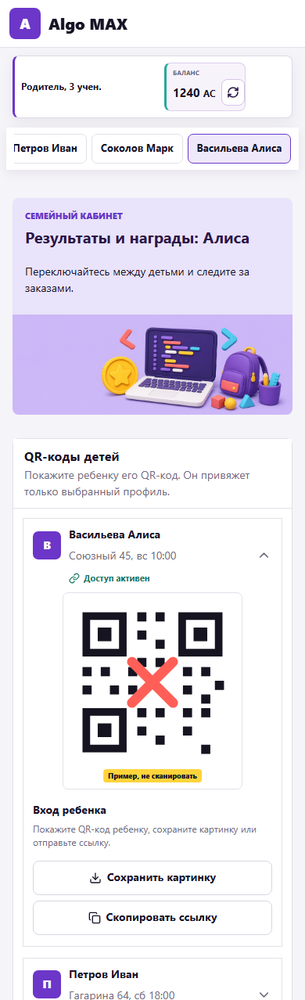 A
Algo MAX
Родитель, 3 учен.
БАЛАНС
1240 АС
Петров Иван
Соколов Марк
Васильева Алиса
СЕМЕЙНЫЙ КАБИНЕТ
Результаты и награды: Алиса
Переключайтесь между детьми и следите за
заказами.
QR-коды детей
Покажите ребенку его QR-код. Он привяжет
только выбранный профиль.
В
Васильева Алиса
Союзный 45, вс 10:00
Доступ активен
Пример, не сканировать
Вход ребенка
Покажите QR-код ребенку, сохраните картинку или
отправьте ссылку.
Сохранить картинку
Скопировать ссылку
П
Петров Иван
Гагарина 64, сб 18:00